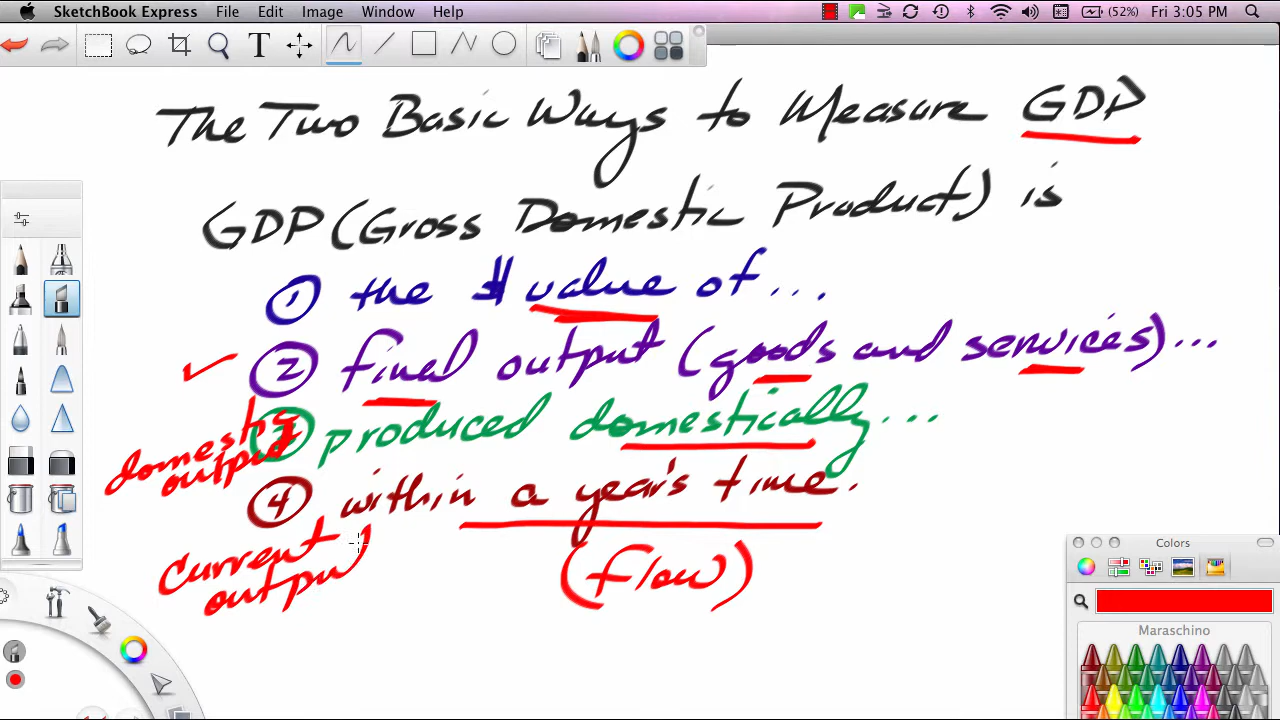 SketchBook Express File Edit Image Window Help (52%) Fri 3:05 PM
T
The Two Basic Ways to Measure GDP
GDP (Gross Domestic Product) is
① the $ value of...
② final output (goods and services)...
③ produced domestically...
domestic
output
④ within a year's time.
Current
output
(flow)
Colors
Maraschino